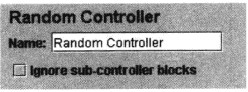 Random Controller
Name: Random Controller
Ignore sub-controller blocks